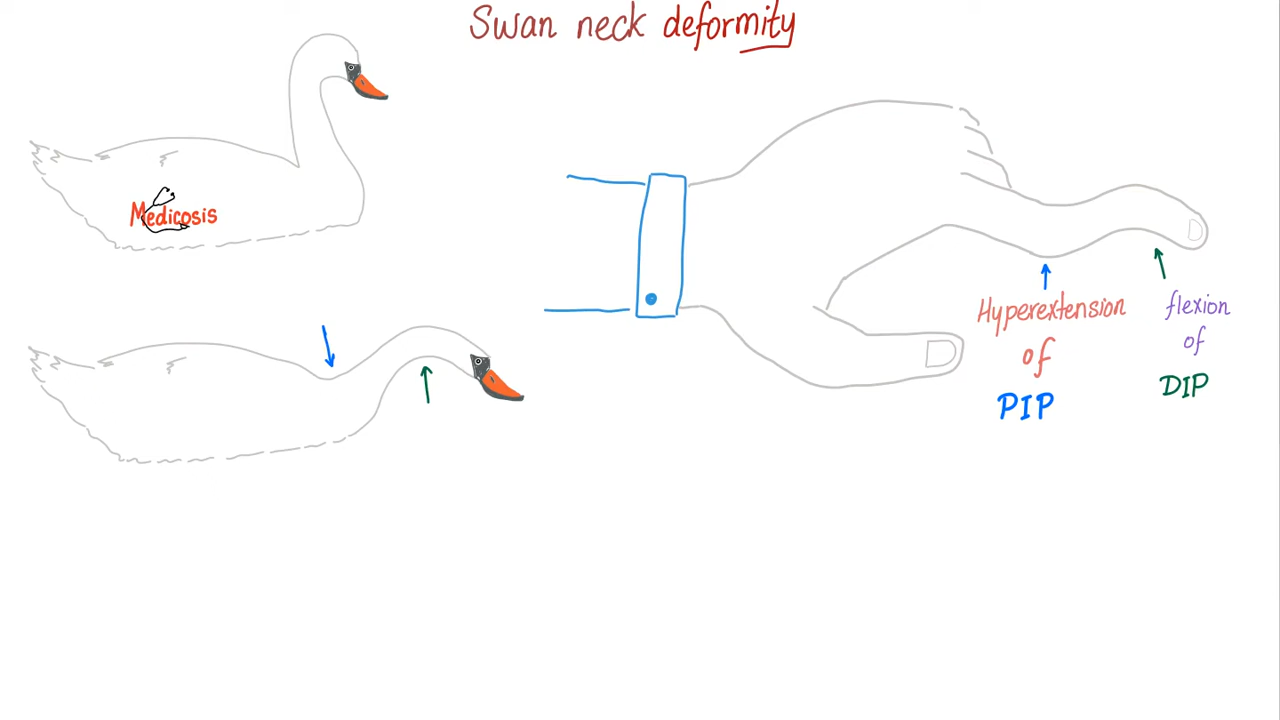 Swan neck deformity
Medicosis
Hyperextension
of
PIP
flexion
of
DIP